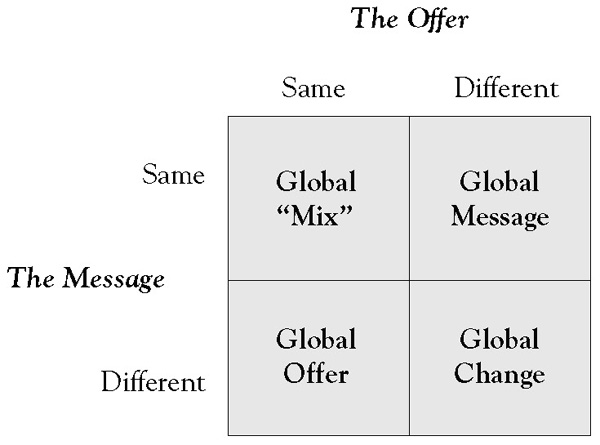 The Offer
Same Different
Same
Global
“Mix”
Global
Message
The Message
Different
Global
Offer
Global
Change